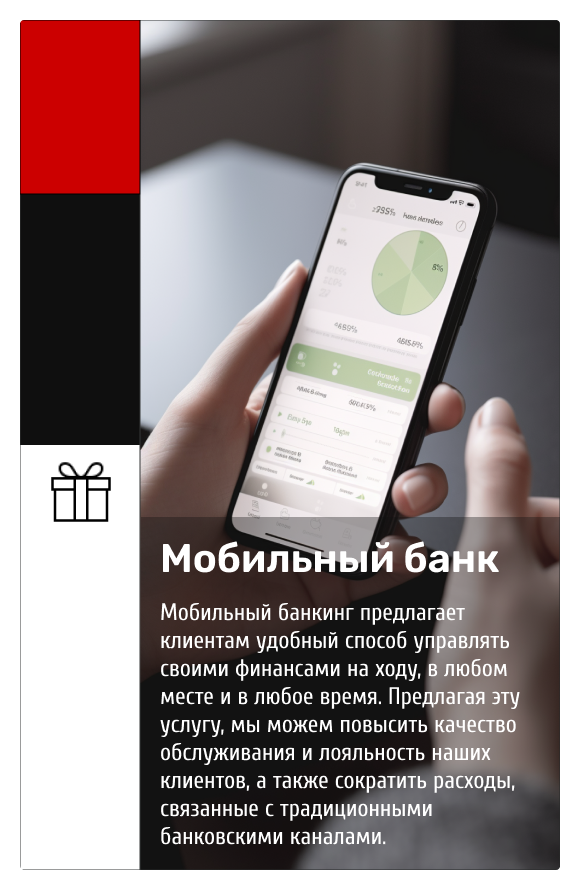 8%
Мобильный банк
Мобильный банкинг предлагает
клиентам удобный способ управлять
своими финансами на ходу, в любом
месте и в любое время. Предлагая эту
услугу, мы можем повысить качество
обслуживания и лояльность наших
клиентов, а также сократить расходы,
связанные с традиционными
банковскими каналами.